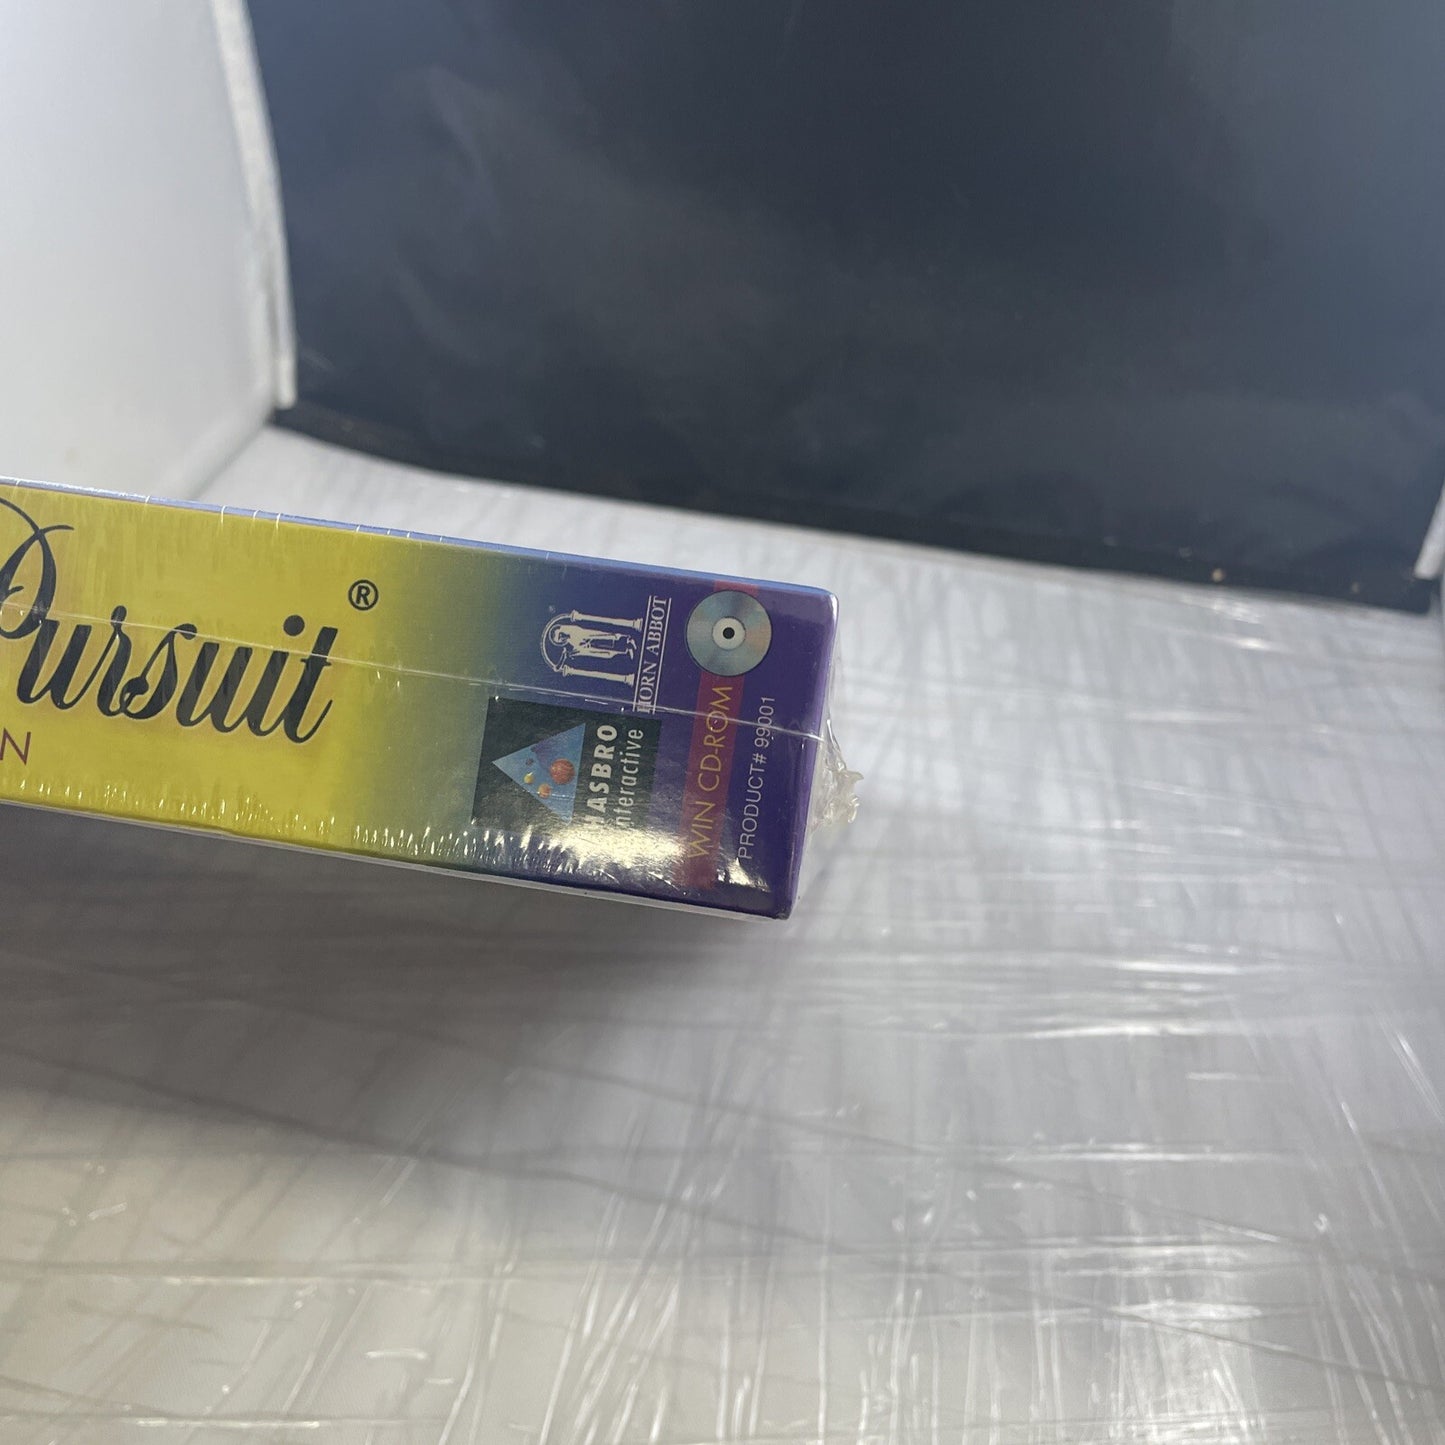 Pursuit®
N
HORN ABBOT
®
HASBRO
interactive
WIN CD-ROM
PRODUCT# 99001